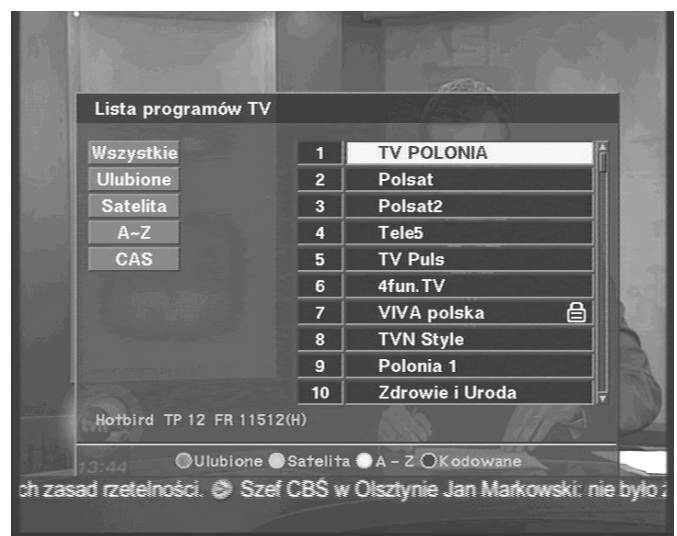 Lista programów TV
Wszystkie
Ulubione
Satelita
A~Z
CAS
1 TV POLONIA
2 Polsat
3 Polsat2
4 Tele5
5 TV Puls
6 4fun.TV
7 VIVA polska
8 TVN Style
9 Polonia 1
10 Zdrowie i Uroda
Hotbird TP 12 FR 11512(H)
13:44
Ulubione Satelita A - Z Kodowane
ch zasad rzetelności. Szef CBŚ w Olsztynie Jan Markowski: nie było